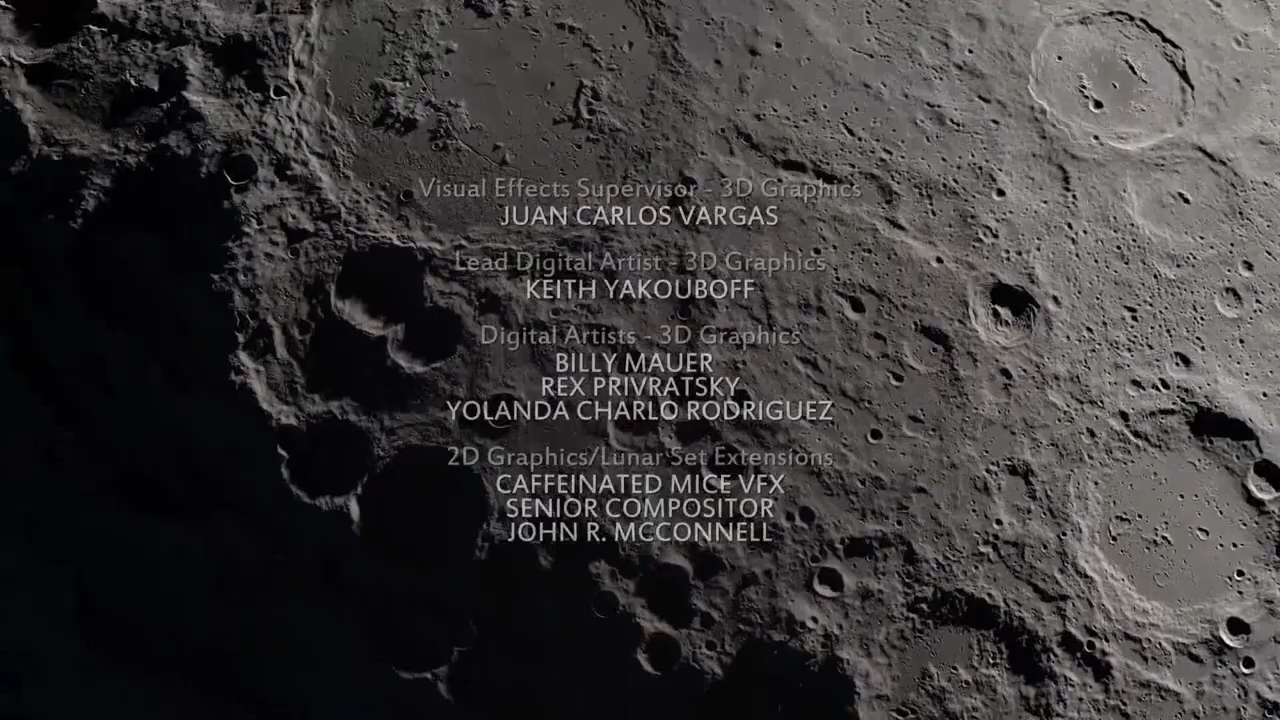 Visual Effects Supervisor - 3D Graphics
JUAN CARLOS VARGAS
Lead Digital Artist - 3D Graphics
KEITH YAKOUBOFF
Digital Artists - 3D Graphics
BILLY MAUER
REX PRIVRATSKY
YOLANDA CHARLO RODRIGUEZ
2D Graphics/Lunar Set Extensions
CAFFEINATED MICE VFX
SENIOR COMPOSITOR
JOHN R. MCCONNELL